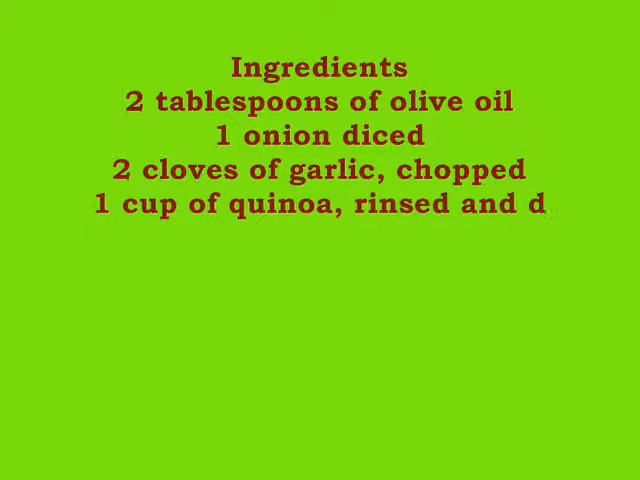 Ingredients
2 tablespoons of olive oil
1 onion diced
2 cloves of garlic, chopped
1 cup of quinoa, rinsed and d